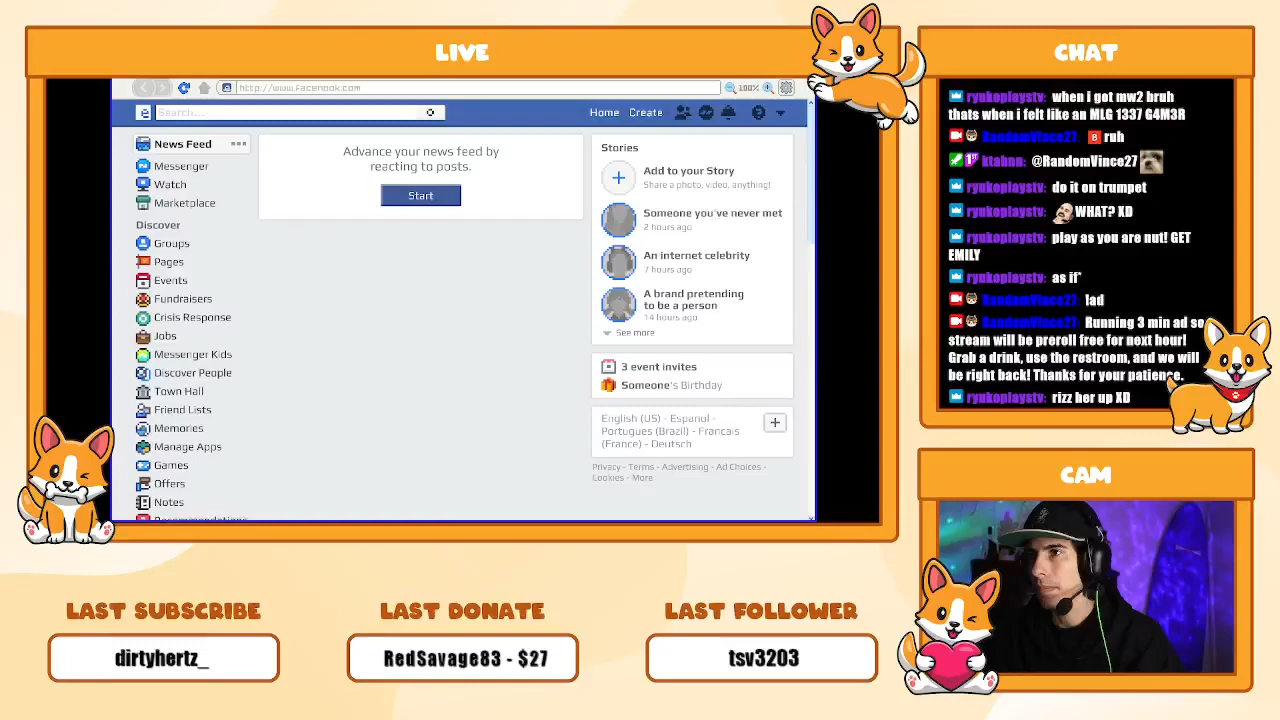 LIVE
http://www.Facenook.com
100%
Search...
Home
Create
News Feed
Messenger
Watch
Marketplace
Discover
Groups
Pages
Events
Fundraisers
Crisis Response
Jobs
Messenger Kids
Discover People
Town Hall
Friend Lists
Memories
Manage Apps
Games
Offers
Notes
Recommendations
Advance your news feed by
reacting to posts.
Start
Stories
Add to your Story
Share a photo, video, anything!
Someone you've never met
2 hours ago
An internet celebrity
7 hours ago
A brand pretending
to be a person
14 hours ago
See more
3 event invites
Someone's Birthday
English (US) - Espanol -
Portugues (Brazil) - Francais
(France) - Deutsch
Privacy - Terms - Advertising - Ad Choices -
Cookies - More
CHAT
ryukoplaystv: when i got mw2 bruh
thats when i felt like an MLG 1337 G4M3R
RandomVince27: B ruh
ktahnn: @RandomVince27
ryukoplaystv: do it on trumpet
ryukoplaystv: WHAT? XD
ryukoplaystv: play as you are nut! GET
EMILY
ryukoplaystv: as if*
RandomVince27: !ad
RandomVince27: Running 3 min ad so
stream will be preroll free for next hour!
Grab a drink, use the restroom, and we will
be right back! Thanks for your patience.
ryukoplaystv: rizz her up XD
CAM
LAST SUBSCRIBE
dirtyhertz_
LAST DONATE
RedSavage83 - $27
LAST FOLLOWER
tsv3203